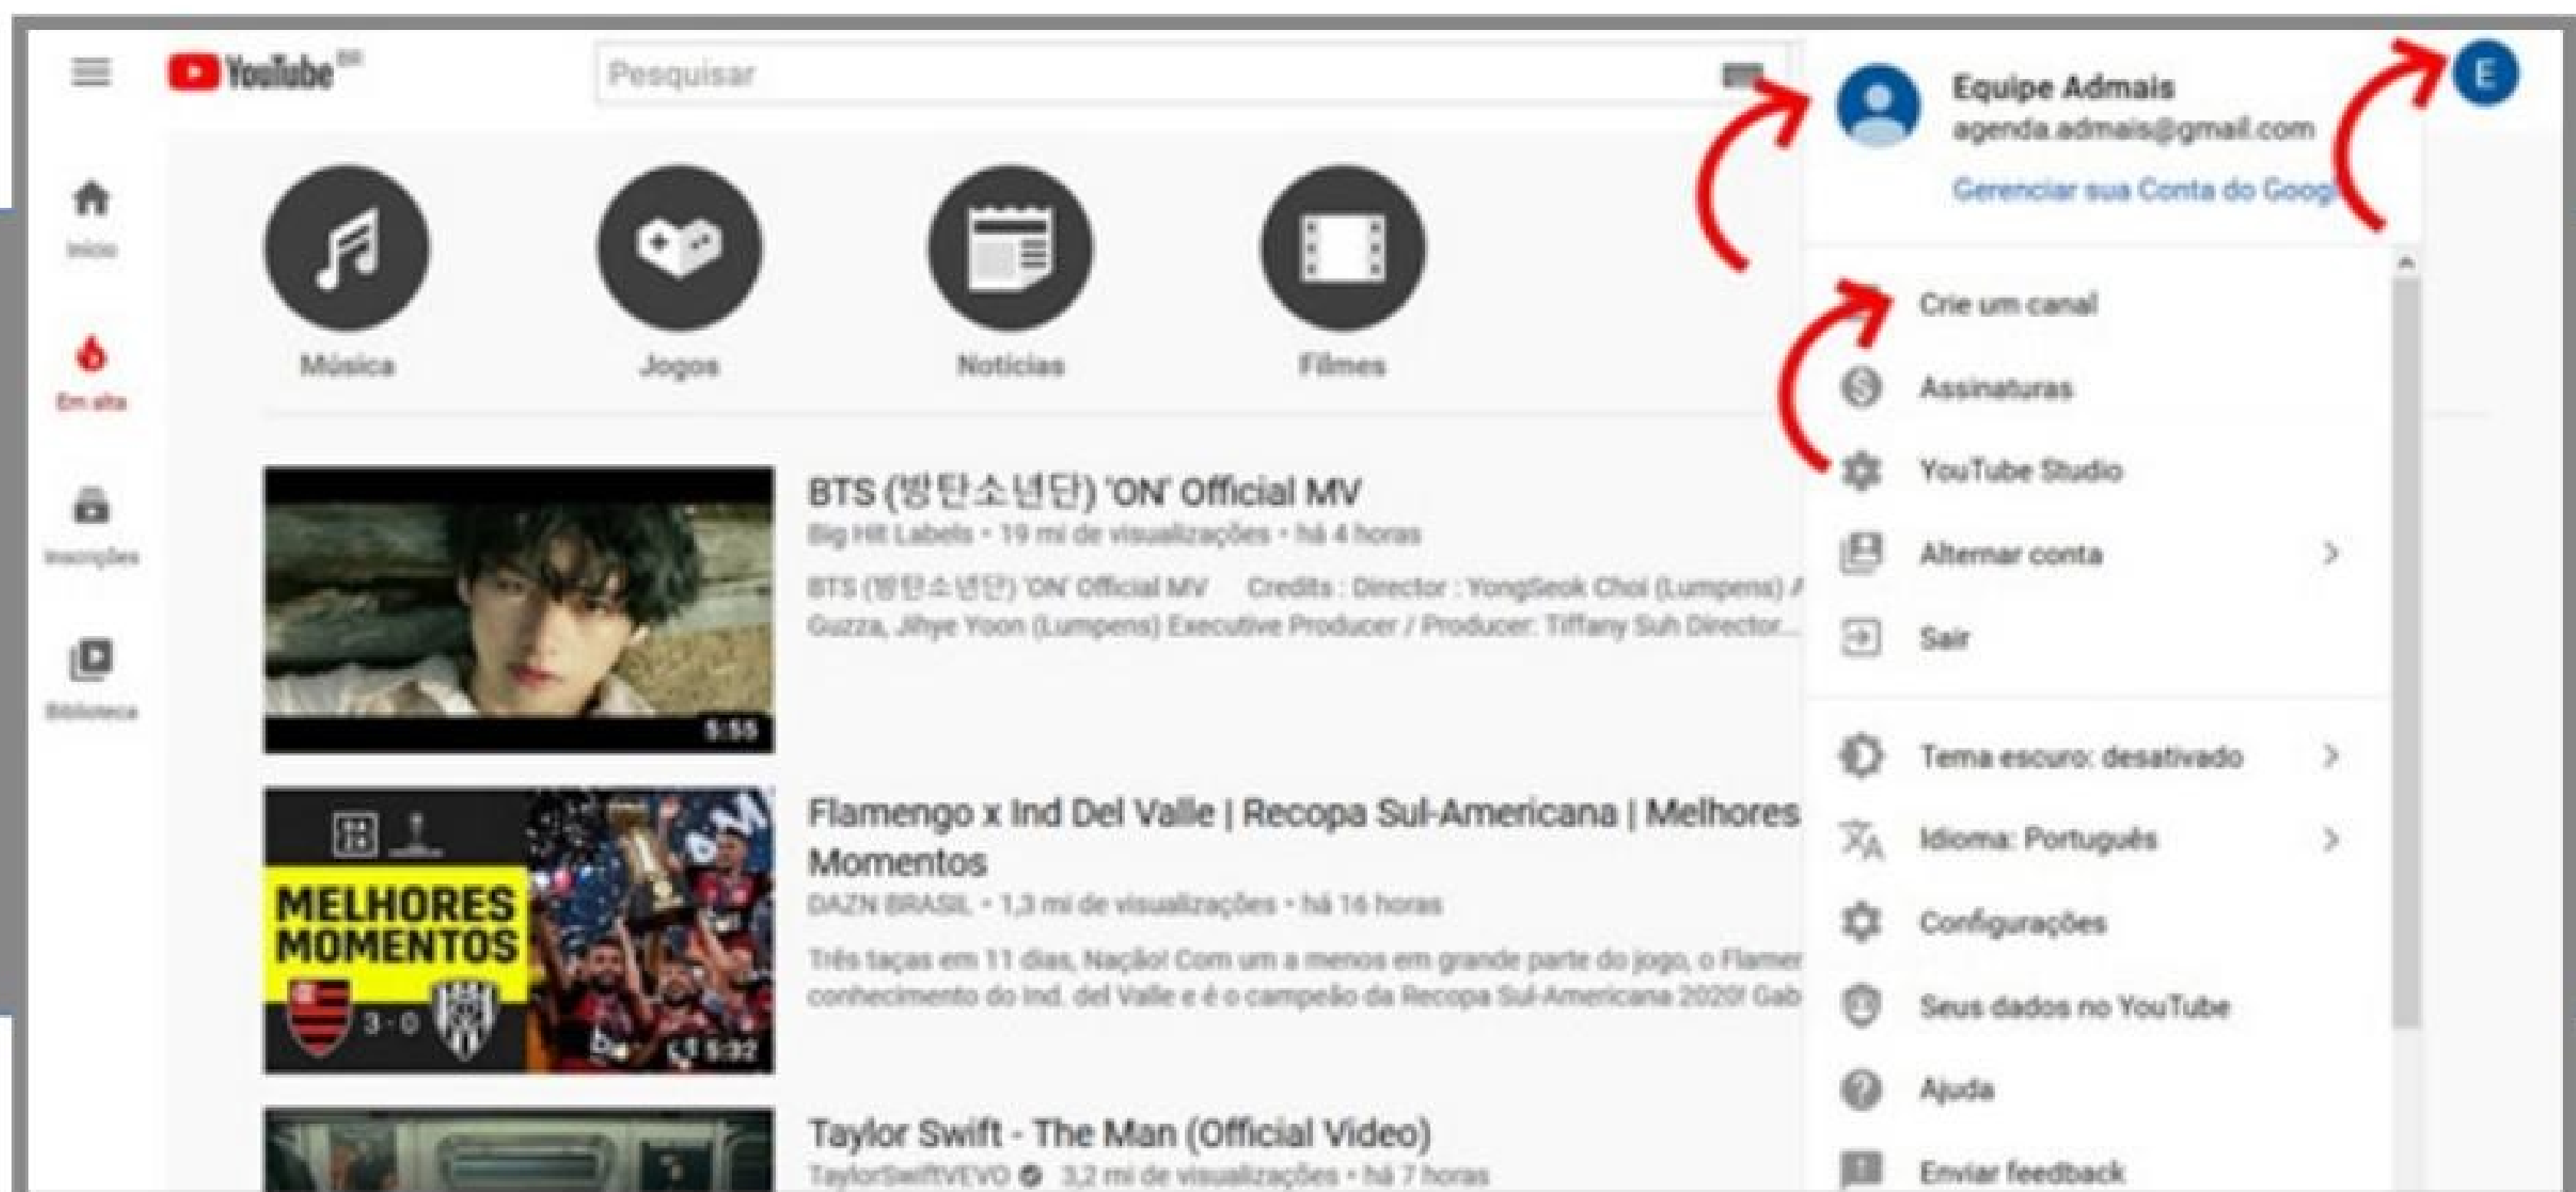 YouTube BR
Pesquisar
Equipe Admais
agenda.admais@gmail.com
Gerenciar sua Conta do Googl
E
Início
Em alta
Inscrições
Biblioteca
Música
Jogos
Notícias
Filmes
BTS (방탄소년단) 'ON' Official MV
Big Hit Labels • 19 mi de visualizações • há 4 horas
BTS (방탄소년단) 'ON' Official MV Credits : Director : YongSeok Choi (Lumpens) A
Guzza, Jihye Yoon (Lumpens) Executive Producer / Producer: Tiffany Suh Director...
5:55
Flamengo x Ind Del Valle | Recopa Sul-Americana | Melhores
Momentos
DAZN BRASIL • 1,3 mi de visualizações • há 16 horas
Três taças em 11 dias, Nação! Com um a menos em grande parte do jogo, o Flamen
conhecimento do Ind. del Valle e é o campeão da Recopa Sul-Americana 2020! Gab
MELHORES
MOMENTOS
3 - 0
5:32
Taylor Swift - The Man (Official Video)
TaylorSwiftVEVO 3,2 mi de visualizações • há 7 horas
Crie um canal
Assinaturas
YouTube Studio
Alternar conta
Sair
Tema escuro: desativado
Idioma: Português
Configurações
Seus dados no YouTube
Ajuda
Enviar feedback